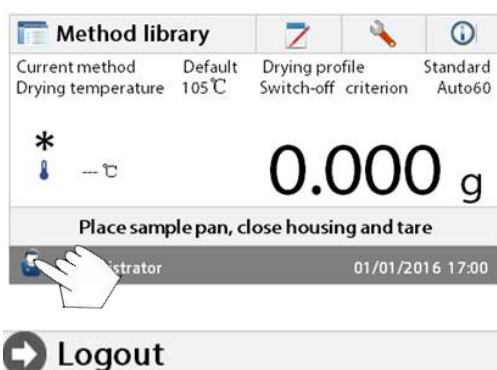 Method library
Current method Default Drying profile Standard
Drying temperature 105℃ Switch-off criterion Auto60
* --- ℃ 0.000 g
Place sample pan, close housing and tare
01/01/2016 17:00
Logout